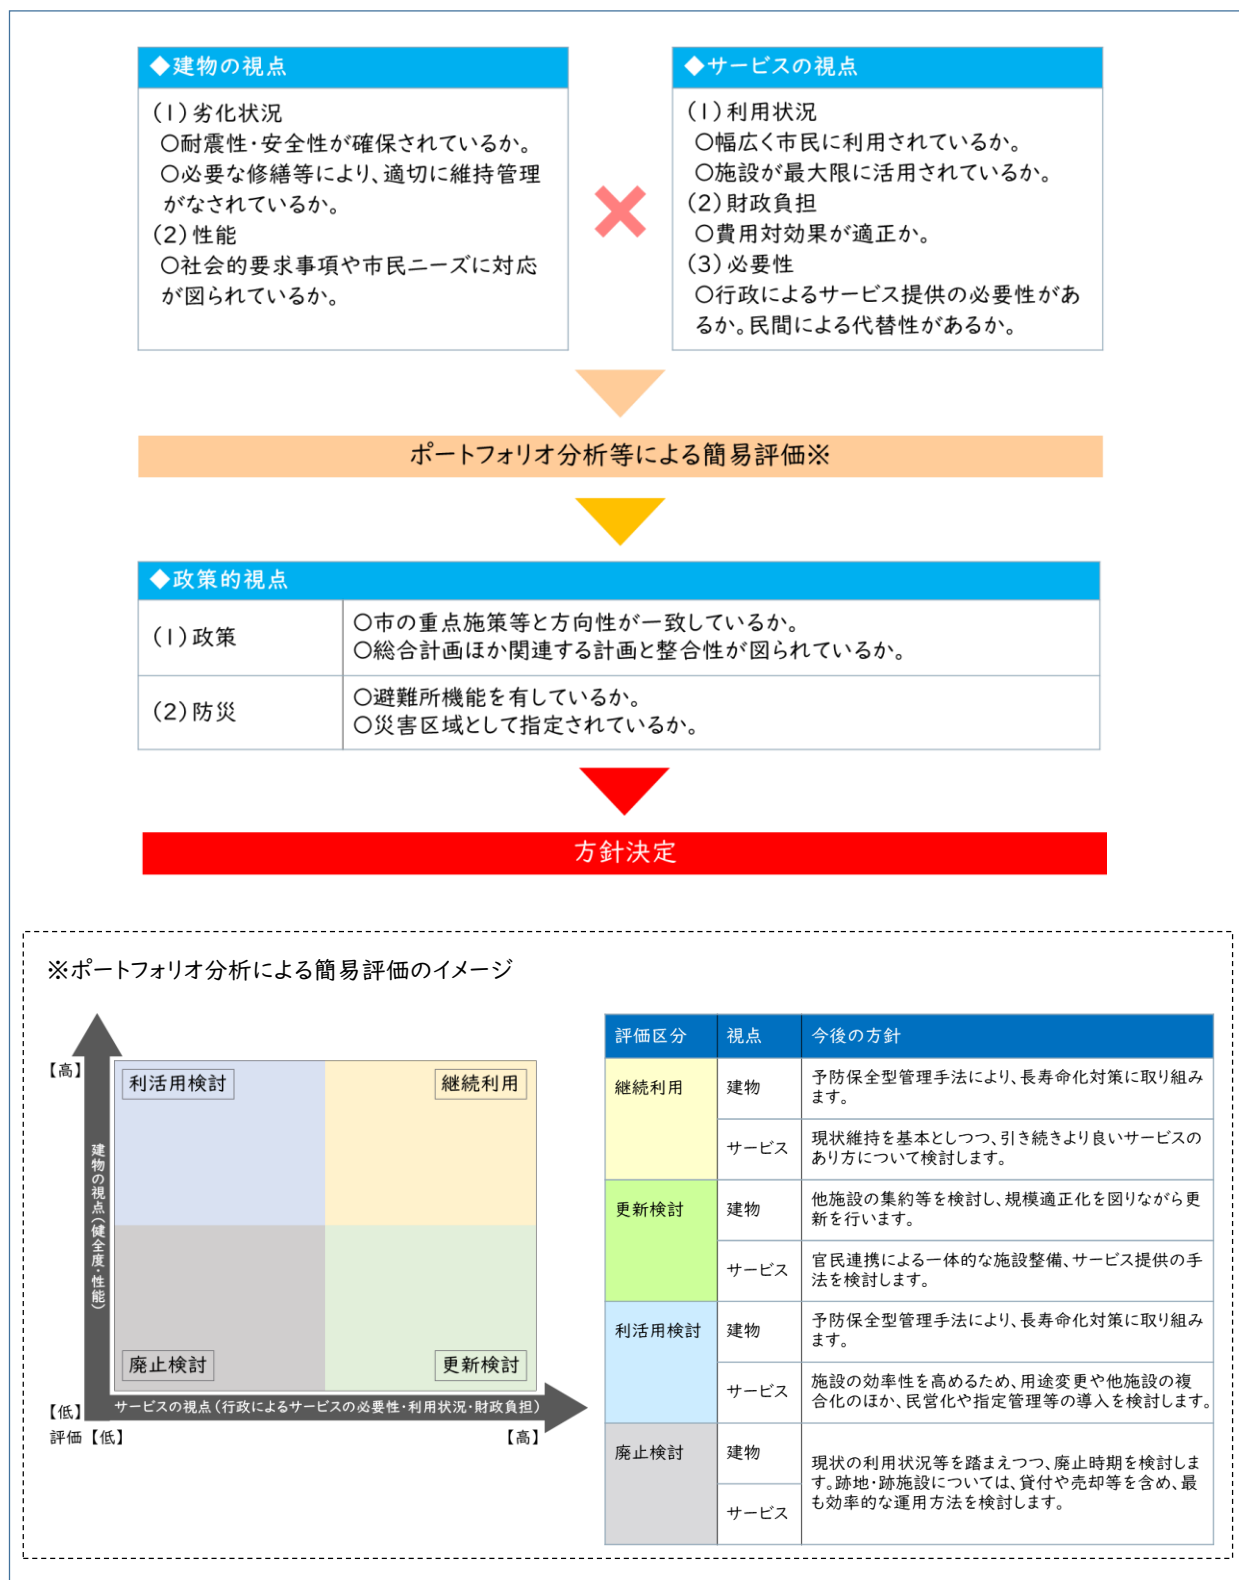 ◆建物の視点
(1)劣化状況
○耐震性・安全性が確保されているか。
○必要な修繕等により、適切に維持管理
がなされているか。
(2)性能
○社会的要求事項や市民ニーズに対応
が図られているか。
◆サービスの視点
(1)利用状況
○幅広く市民に利用されているか。
○施設が最大限に活用されているか。
(2)財政負担
○費用対効果が適正か。
(3)必要性
○行政によるサービス提供の必要性があ
るか。民間による代替性があるか。
ポートフォリオ分析等による簡易評価※
◆政策的視点
(1)政策
○市の重点施策等と方向性が一致しているか。
○総合計画ほか関連する計画と整合性が図られているか。
(2)防災
○避難所機能を有しているか。
○災害区域として指定されているか。
方針決定
※ポートフォリオ分析による簡易評価のイメージ
【高】
利活用検討
継続利用
建物の視点(健全度・性能)
廃止検討
更新検討
【低】
サービスの視点(行政によるサービスの必要性・利用状況・財政負担)
評価【低】
【高】
評価区分
視点
今後の方針
継続利用
建物
予防保全型管理手法により、長寿命化対策に取り組み
ます。
サービス
現状維持を基本としつつ、引き続きより良いサービスの
あり方について検討します。
更新検討
建物
他施設の集約等を検討し、規模適正化を図りながら更
新を行います。
サービス
官民連携による一体的な施設整備、サービス提供の手
法を検討します。
利活用検討
建物
予防保全型管理手法により、長寿命化対策に取り組み
ます。
サービス
施設の効率性を高めるため、用途変更や他施設の複
合化のほか、民営化や指定管理等の導入を検討します。
廃止検討
建物
サービス
現状の利用状況等を踏まえつつ、廃止時期を検討しま
す。跡地・跡施設については、貸付や売却等を含め、最
も効率的な運用方法を検討します。